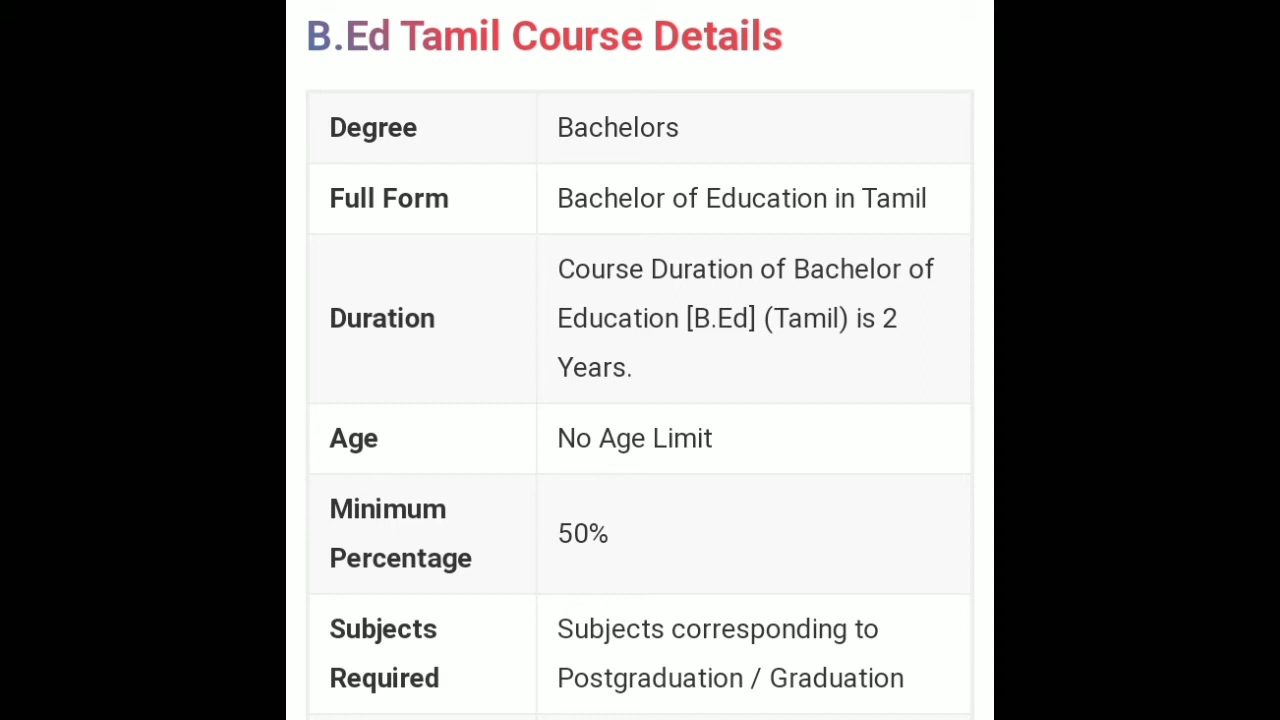 B.Ed Tamil Course Details
Degree
Bachelors
Full Form
Bachelor of Education in Tamil
Duration
Course Duration of Bachelor of
Education [B.Ed] (Tamil) is 2
Years.
Age
No Age Limit
Minimum
Percentage
50%
Subjects
Required
Subjects corresponding to
Postgraduation / Graduation